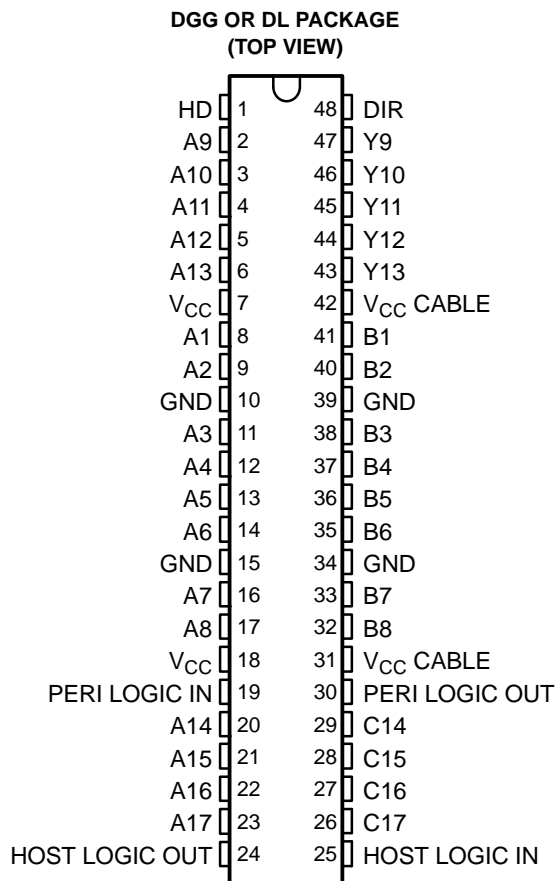 DGG OR DL PACKAGE
(TOP VIEW)
HD 1 48 DIR
A9 2 47 Y9
A10 3 46 Y10
A11 4 45 Y11
A12 5 44 Y12
A13 6 43 Y13
VCC 7 42 VCC CABLE
A1 8 41 B1
A2 9 40 B2
GND 10 39 GND
A3 11 38 B3
A4 12 37 B4
A5 13 36 B5
A6 14 35 B6
GND 15 34 GND
A7 16 33 B7
A8 17 32 B8
VCC 18 31 VCC CABLE
PERI LOGIC IN 19 30 PERI LOGIC OUT
A14 20 29 C14
A15 21 28 C15
A16 22 27 C16
A17 23 26 C17
HOST LOGIC OUT 24 25 HOST LOGIC IN